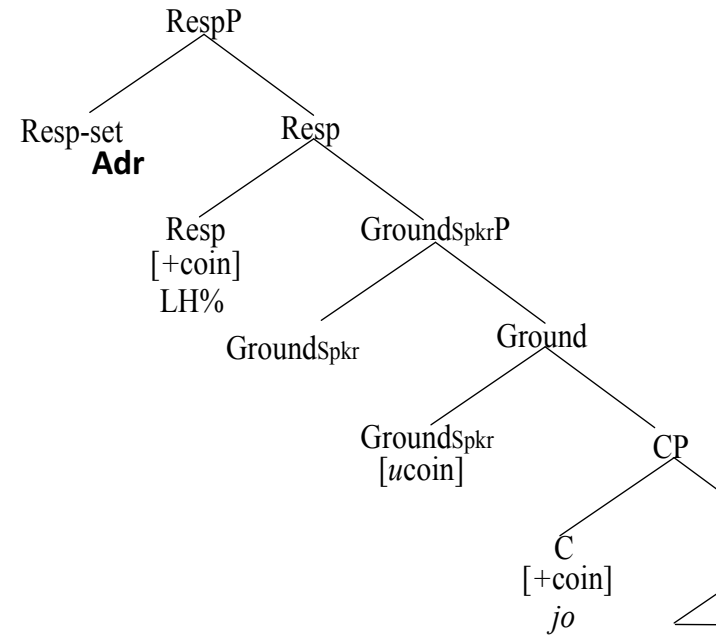 RespP
Resp-set Resp
Adr
Resp GroundSpkrP
[+coin]
LH%
GroundSpkr Ground
GroundSpkr CP
[ucoin]
C
[+coin]
jo